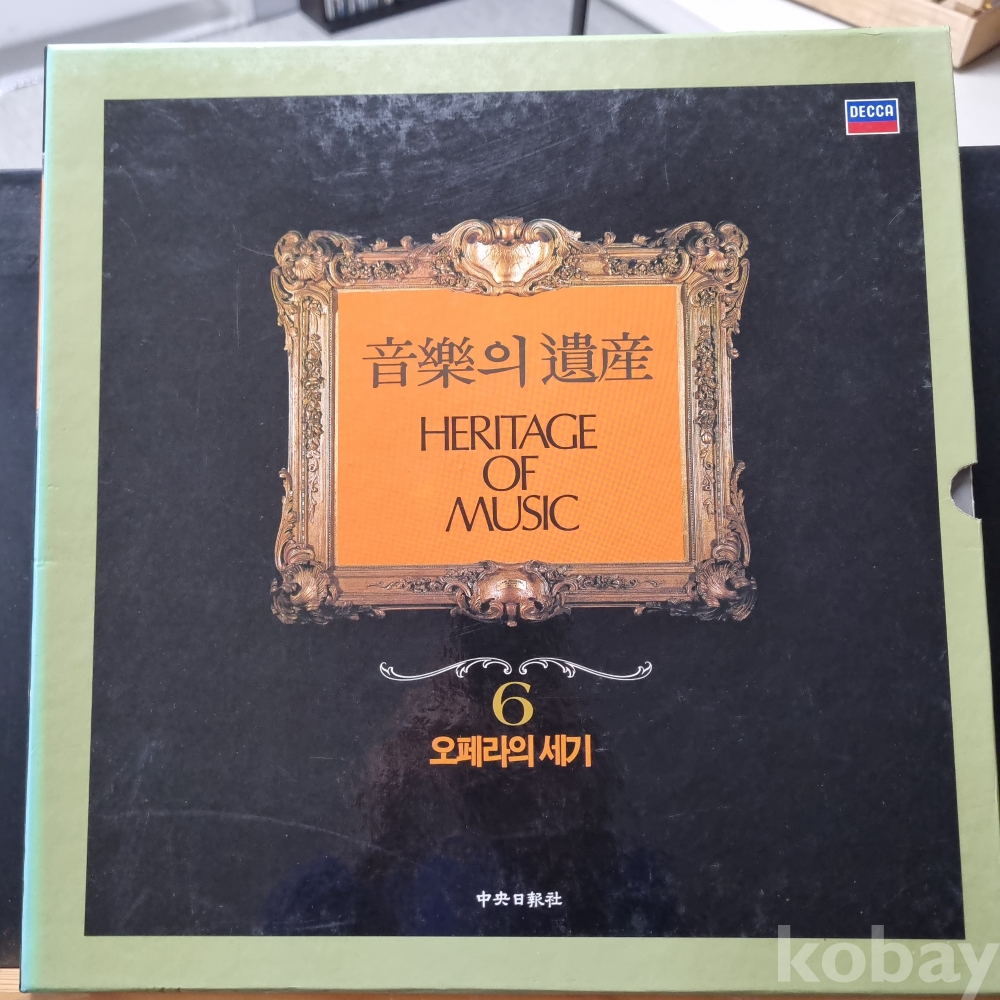 DECCA
音樂의 遺産
HERITAGE
OF
MUSIC
6
오페라의 세기
中央日報社
kobay